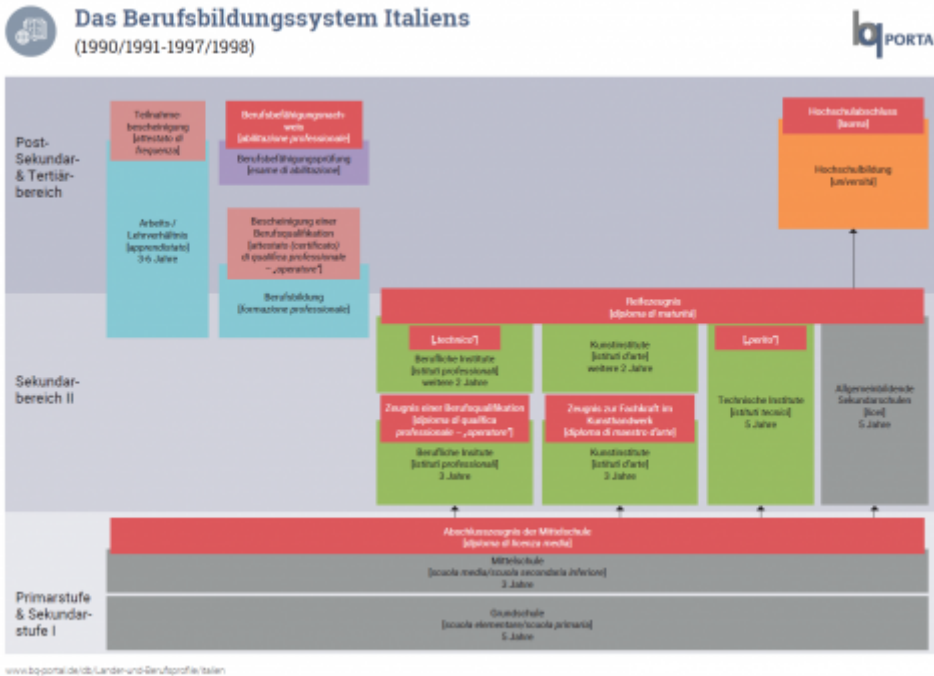 Das Berufsbildungssystem Italiens
(1990/1991-1997/1998)
bq PORTA
Post-
Sekundar-
& Tertiär-
bereich
Teilnahme-
bescheinigung
[attestato di
frequenza]
Arbeits-/
Lehrverhältnis
[apprendistato]
3-6 Jahre
Berufsbefähigungsnach-
weis
[abilitazione professionale]
Berufsbefähigungsprüfung
[esame di abilitazione]
Bescheinigung einer
Berufsqualifikation
[attestato (certificato)
di qualifica professionale
– „operatore"]
Berufsbildung
[formazione professionale]
Hochschulabschluss
[laurea]
Hochschulbildung
[università]
Sekundar-
bereich II
Reifezeugnis
[diploma di maturità]
[„tecnico"]
Berufliche Institute
[istituti professionali]
weitere 2 Jahre
Zeugnis einer Berufsqualifikation
[diploma di qualifica
professionale – „operatore"]
Berufliche Insitute
[istituti professionali]
3 Jahre
Kunstinstitute
[istituti d'arte]
weitere 2 Jahre
Zeugnis zur Fachkraft im
Kunsthandwerk
[diploma di maestro d'arte]
Kunstinstitute
[istituti d'arte]
3 Jahre
[„perito"]
Technische Institute
[istituti tecnici]
5 Jahre
Allgemeinbildende
Sekundarschulen
[licei]
5 Jahre
Primarstufe
& Sekundar-
stufe I
Abschlusszeugnis der Mittelschule
[diploma di licenza media]
Mittelschule
[scuola media/scuola secondaria inferiore]
3 Jahre
Grundschule
[scuola elementare/scuola primaria]
5 Jahre
www.bq-portal.de/db/Länder-und-Berufsprofile/italien